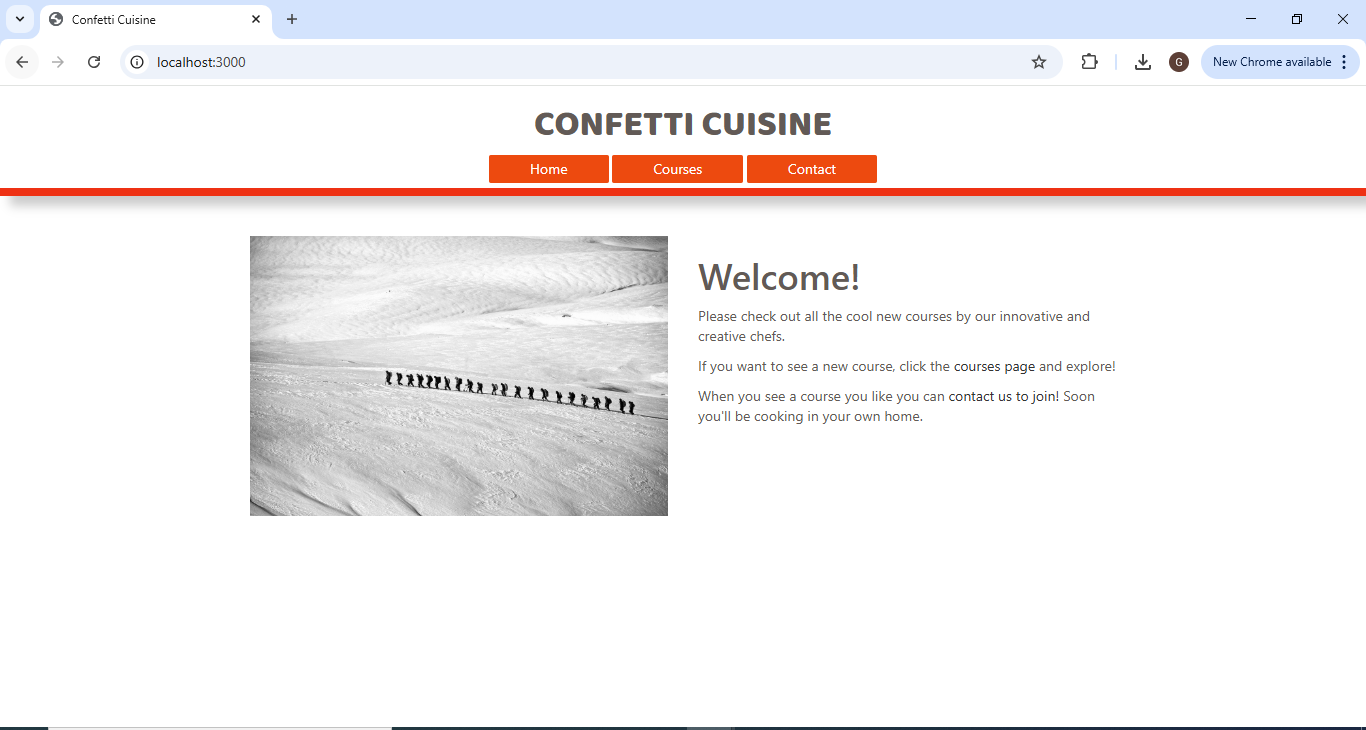 Confetti Cuisine
localhost:3000
G
New Chrome available
CONFETTI CUISINE
Home
Courses
Contact
Welcome!
Please check out all the cool new courses by our innovative and
creative chefs.
If you want to see a new course, click the courses page and explore!
When you see a course you like you can contact us to join! Soon
you'll be cooking in your own home.